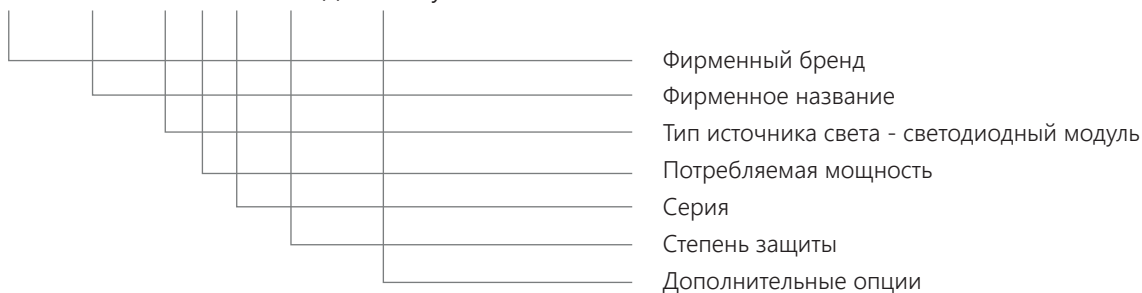 Фирменный бренд
Фирменное название
Тип источника света - светодиодный модуль
Потребляемая мощность
Серия
Степень защиты
Дополнительные опции